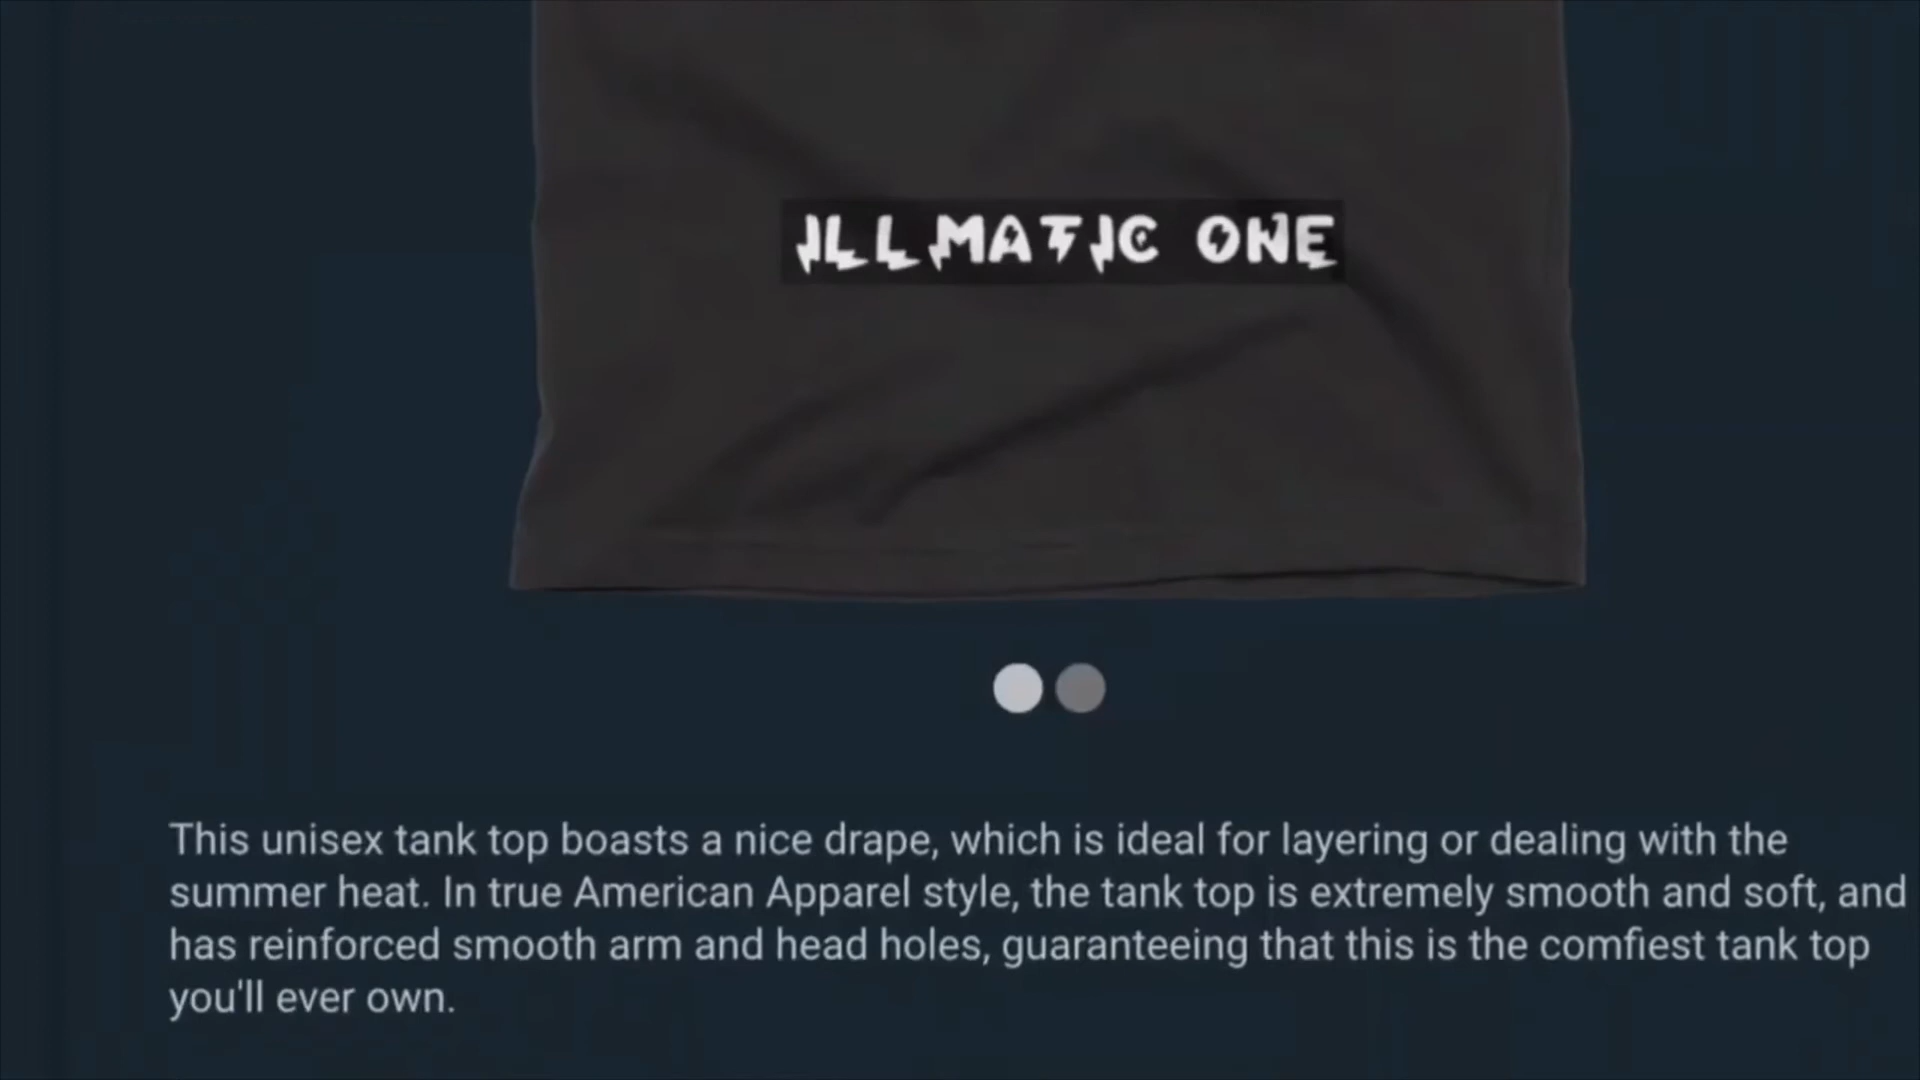 ILLMATIC ONE
This unisex tank top boasts a nice drape, which is ideal for layering or dealing with the
summer heat. In true American Apparel style, the tank top is extremely smooth and soft, and
has reinforced smooth arm and head holes, guaranteeing that this is the comfiest tank top
you'll ever own.